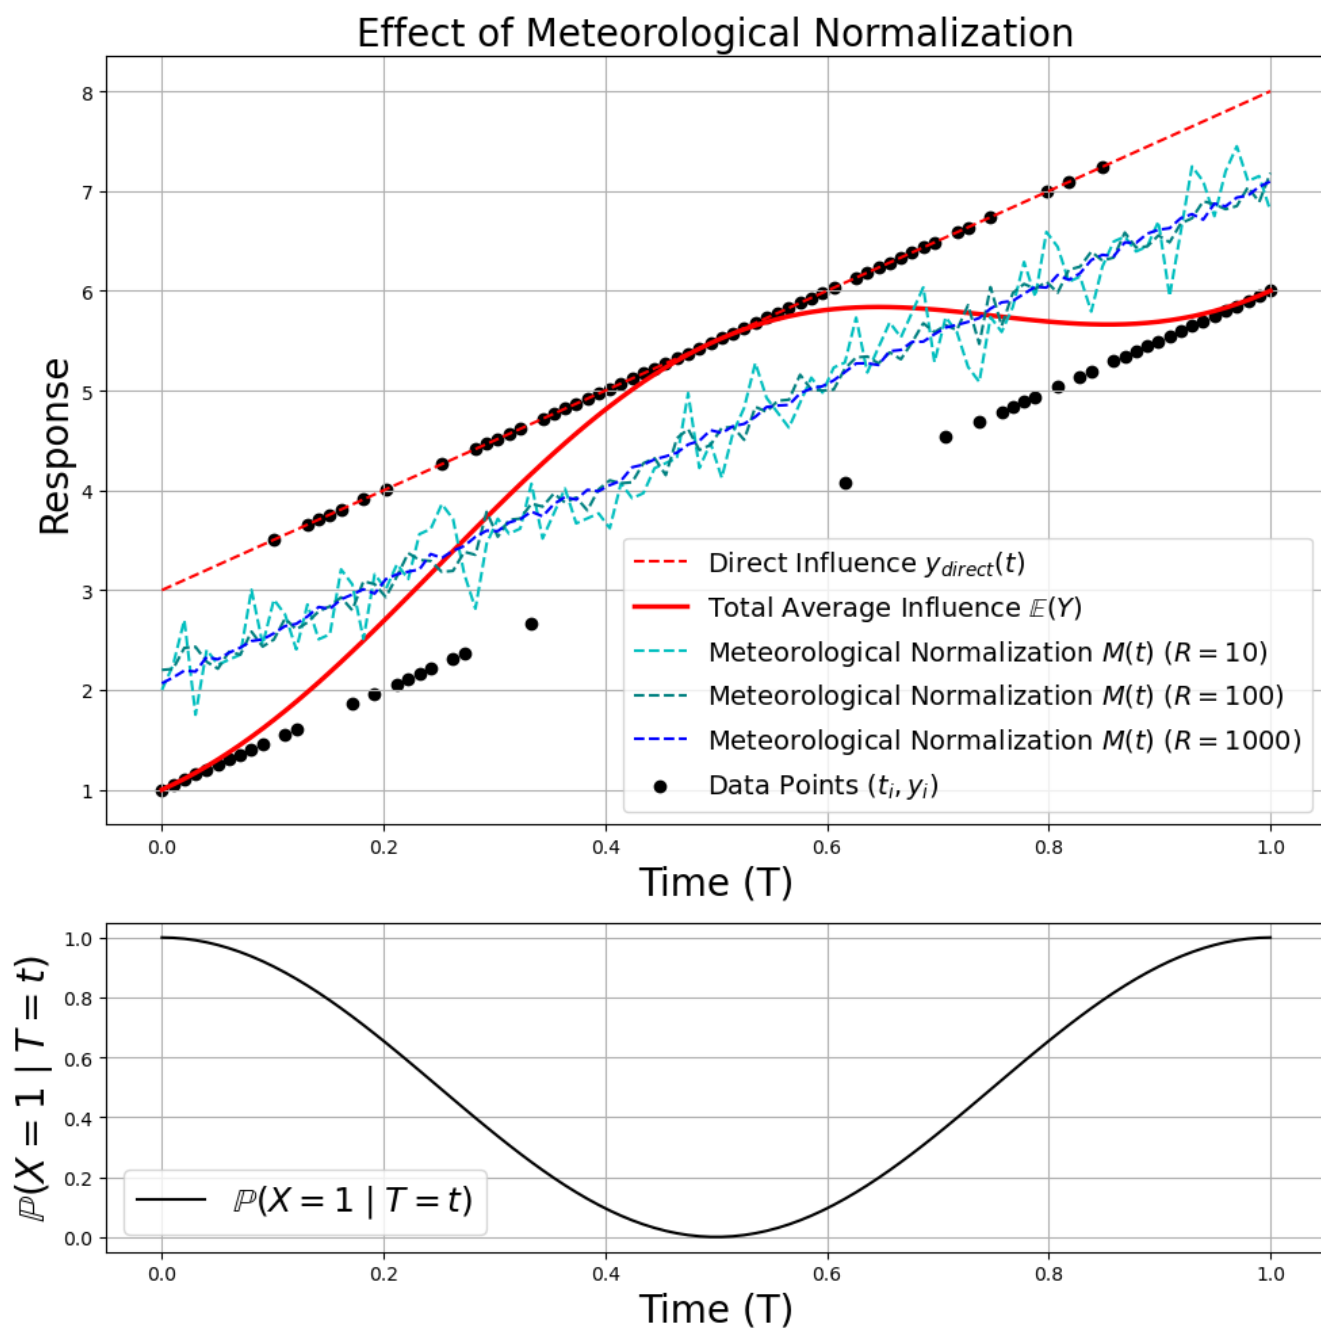 Effect of Meteorological Normalization
Response
8
7
6
5
4
3
2
1
Direct Influence y_{direct}(t)
Total Average Influence 𝔼(Y)
Meteorological Normalization M(t) (R = 10)
Meteorological Normalization M(t) (R = 100)
Meteorological Normalization M(t) (R = 1000)
Data Points (t_i, y_i)
0.0 0.2 0.4 0.6 0.8 1.0
Time (T)
ℙ(X = 1 | T = t)
1.0
0.8
0.6
0.4
0.2
0.0
ℙ(X = 1 | T = t)
0.0 0.2 0.4 0.6 0.8 1.0
Time (T)